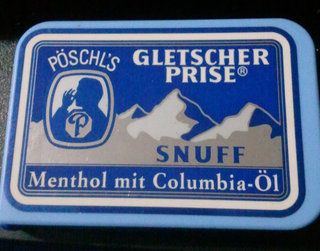 PÖSCHL'S
GLETSCHER
PRISE®
SNUFF
Menthol mit Columbia-Öl